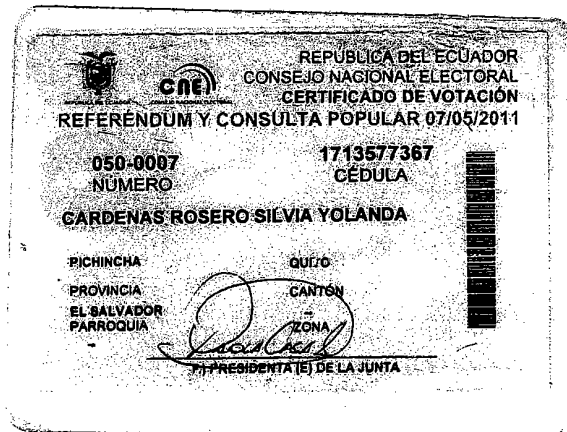 REPÚBLICA DEL ECUADOR
CONSEJO NACIONAL ELECTORAL
CERTIFICADO DE VOTACIÓN
cne
REFERÉNDUM Y CONSULTA POPULAR 07/05/2011
050-0007 1713577367
NÚMERO CÉDULA
CARDENAS ROSERO SILVIA YOLANDA
PICHINCHA QUITO
PROVINCIA CANTÓN
EL SALVADOR –
PARROQUIA ZONA
F.) PRESIDENTA (E) DE LA JUNTA